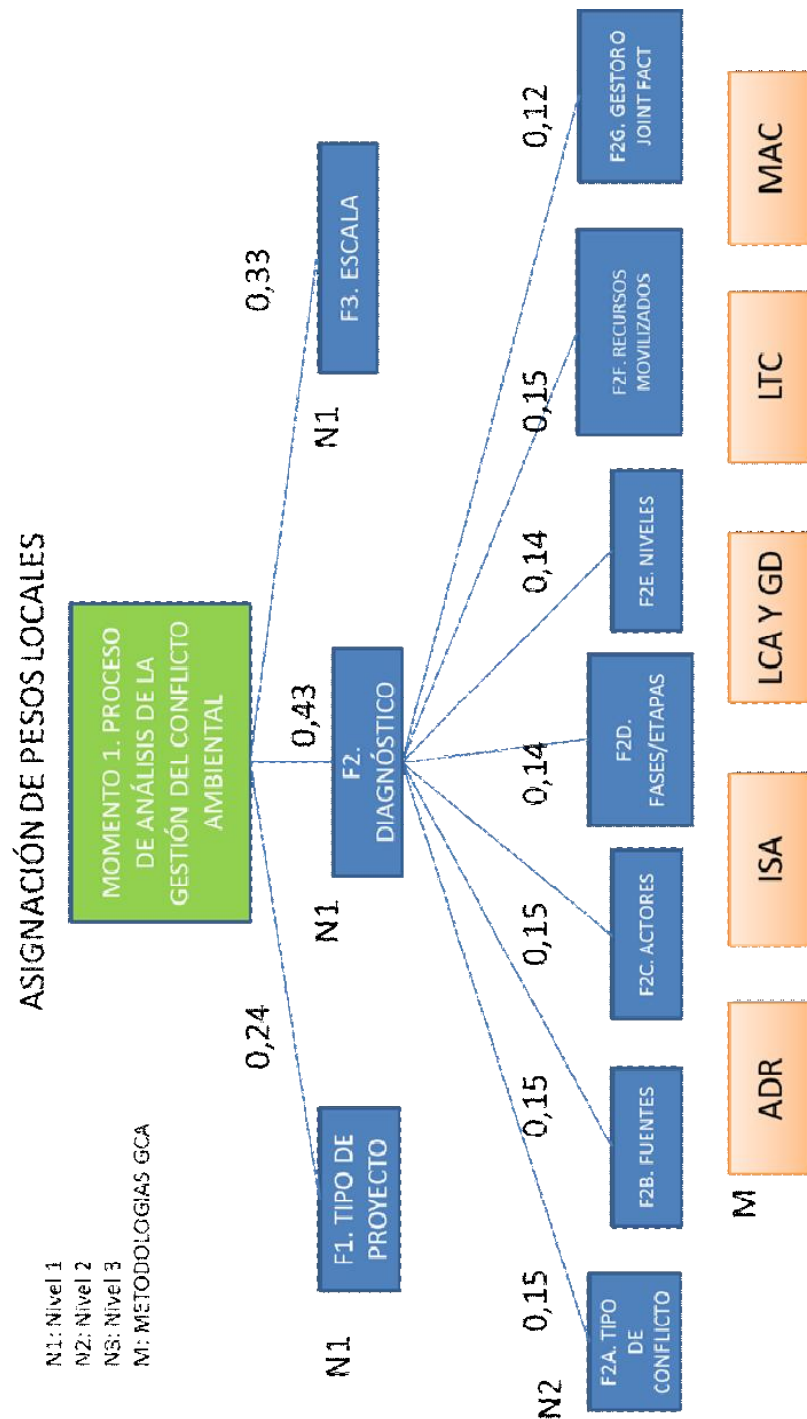 ASIGNACIÓN DE PESOS LOCALES
N1: Nivel 1
N2: Nivel 2
N3: Nivel 3
M: METODOLOGIAS GCA
MOMENTO 1. PROCESO
DE ANÁLISIS DE LA
GESTIÓN DEL CONFLICTO
AMBIENTAL
0,24
0,43
0,33
N1
F1. TIPO DE
PROYECTO
N1
F2.
DIAGNÓSTICO
N1
F3. ESCALA
0,15
0,15
0,15
0,14
0,14
0,15
0,12
N2
F2A. TIPO
DE
CONFLICTO
F2B. FUENTES
F2C. ACTORES
F2D.
FASES/ETAPAS
F2E. NIVELES
F2F. RECURSOS
MOVILIZADOS
F2G. GESTORO
JOINT FACT
M
ADR
ISA
LCA Y GD
LTC
MAC